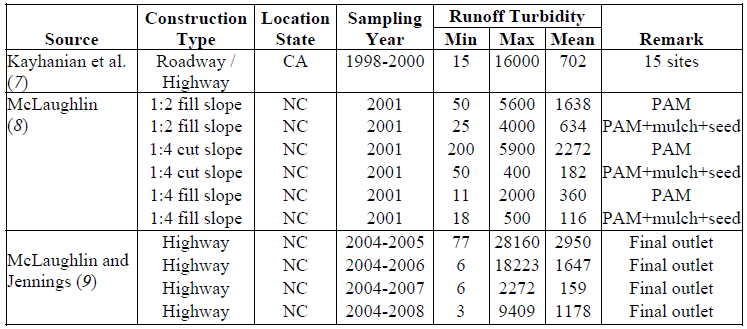 Source Construction Type Location State Sampling Year Runoff Turbidity Min Max Mean Remark
Kayhanian et al. (7) Roadway / Highway CA 1998-2000 15 16000 702 15 sites
McLaughlin (8) 1:2 fill slope NC 2001 50 5600 1638 PAM
1:2 fill slope NC 2001 25 4000 634 PAM+mulch+seed
1:4 cut slope NC 2001 200 5900 2272 PAM
1:4 cut slope NC 2001 50 400 182 PAM+mulch+seed
1:4 fill slope NC 2001 11 2000 360 PAM
1:4 fill slope NC 2001 18 500 116 PAM+mulch+seed
McLaughlin and Jennings (9) Highway NC 2004-2005 77 28160 2950 Final outlet
Highway NC 2004-2006 6 18223 1647 Final outlet
Highway NC 2004-2007 6 2272 159 Final outlet
Highway NC 2004-2008 3 9409 1178 Final outlet